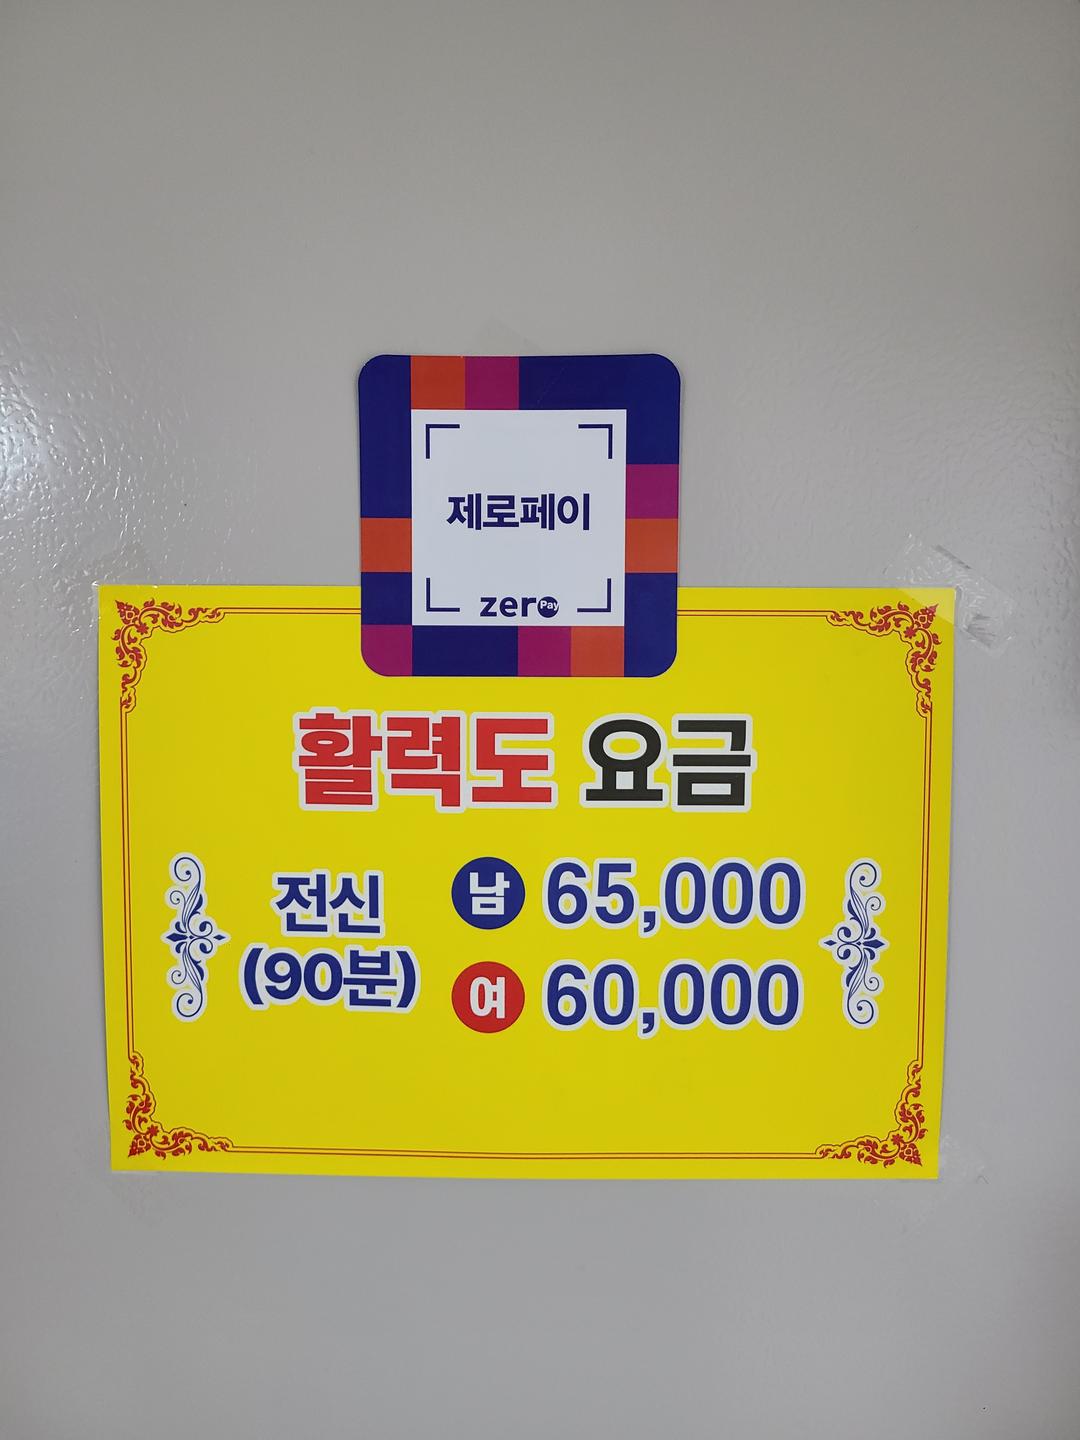 제로페이
zero Pay
활력도 요금
전신
(90분)
남 65,000
여 60,000